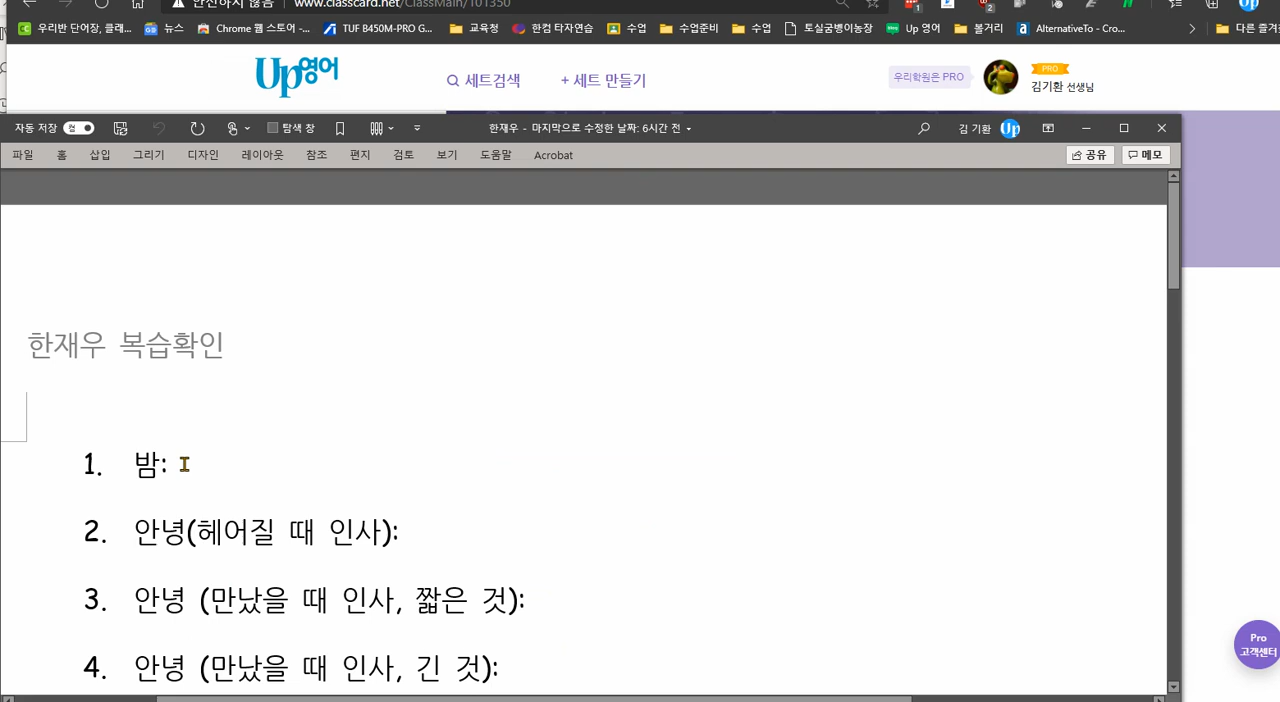 안전하지 않음 | www.classcard.net/ClassMain/101350
우리반 단어장, 클래... 뉴스 Chrome 웹 스토어 -... TUF B450M-PRO G... 교육청 한컴 타자연습 수업 수업준비 수업 토실굼벵이농장 Up 영어 볼거리 AlternativeTo - Cro... 다른 즐겨
Up영어 세트검색 + 세트 만들기 우리학원은 PRO PRO
김기환 선생님
자동 저장 켬 탐색 창 한재우 - 마지막으로 수정한 날짜: 6시간 전 김 기환 Up
파일 홈 삽입 그리기 디자인 레이아웃 참조 편지 검토 보기 도움말 Acrobat 공유 메모
한재우 복습확인
1. 밤:
2. 안녕(헤어질 때 인사):
3. 안녕 (만났을 때 인사, 짧은 것):
4. 안녕 (만났을 때 인사, 긴 것):
Pro
고객센터